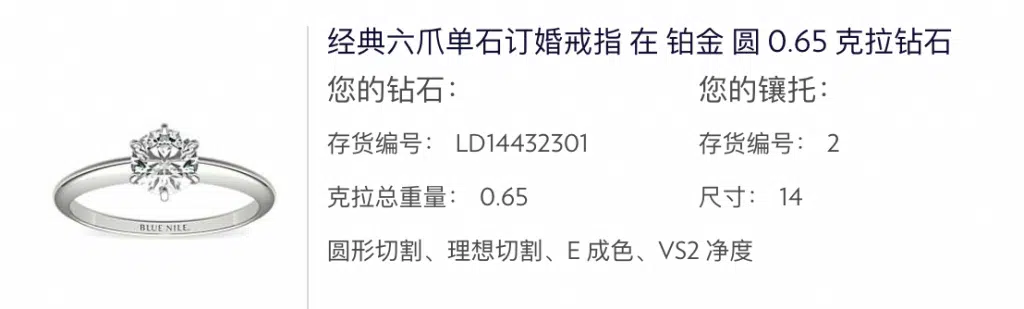 经典六爪单石订婚戒指 在 铂金 圆 0.65 克拉钻石
您的钻石：
您的镶托：
存货编号： LD14432301
存货编号： 2
克拉总重量： 0.65
尺寸： 14
圆形切割、理想切割、E 成色、VS2 净度
BLUE NILE.